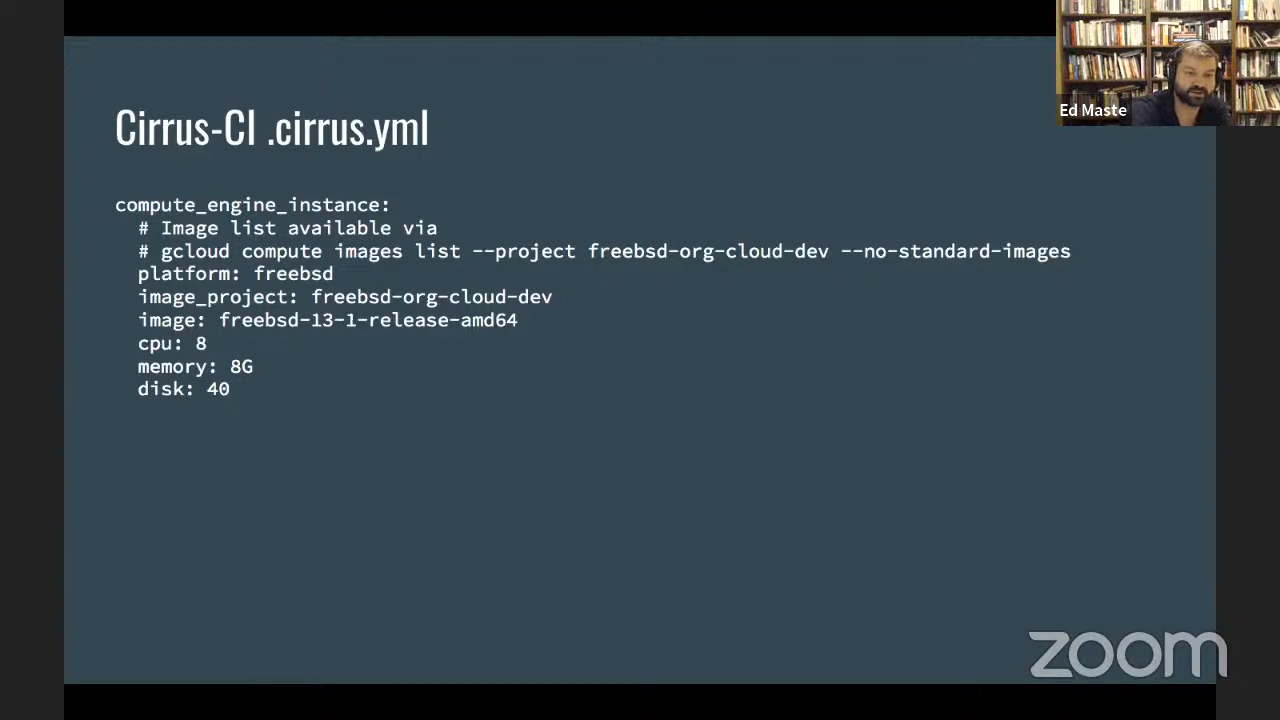 Cirrus-CI .cirrus.yml
Ed Maste
compute_engine_instance:
# Image list available via
# gcloud compute images list --project freebsd-org-cloud-dev --no-standard-images
platform: freebsd
image_project: freebsd-org-cloud-dev
image: freebsd-13-1-release-amd64
cpu: 8
memory: 8G
disk: 40
zoom